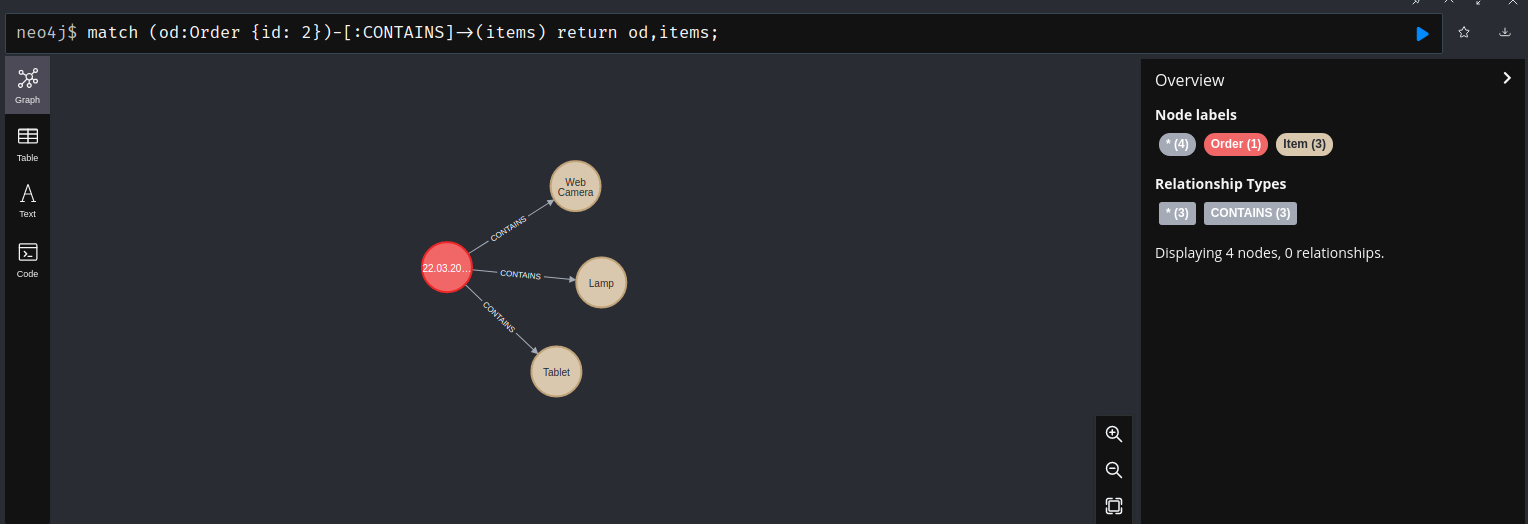 neo4j$ match (od:Order {id: 2})-[:CONTAINS]->(items) return od,items;
Graph
Table
Text
Code
Web
Camera
CONTAINS
22.03.20...
CONTAINS
Lamp
CONTAINS
Tablet
Overview
Node labels
* (4) Order (1) Item (3)
Relationship Types
* (3) CONTAINS (3)
Displaying 4 nodes, 0 relationships.